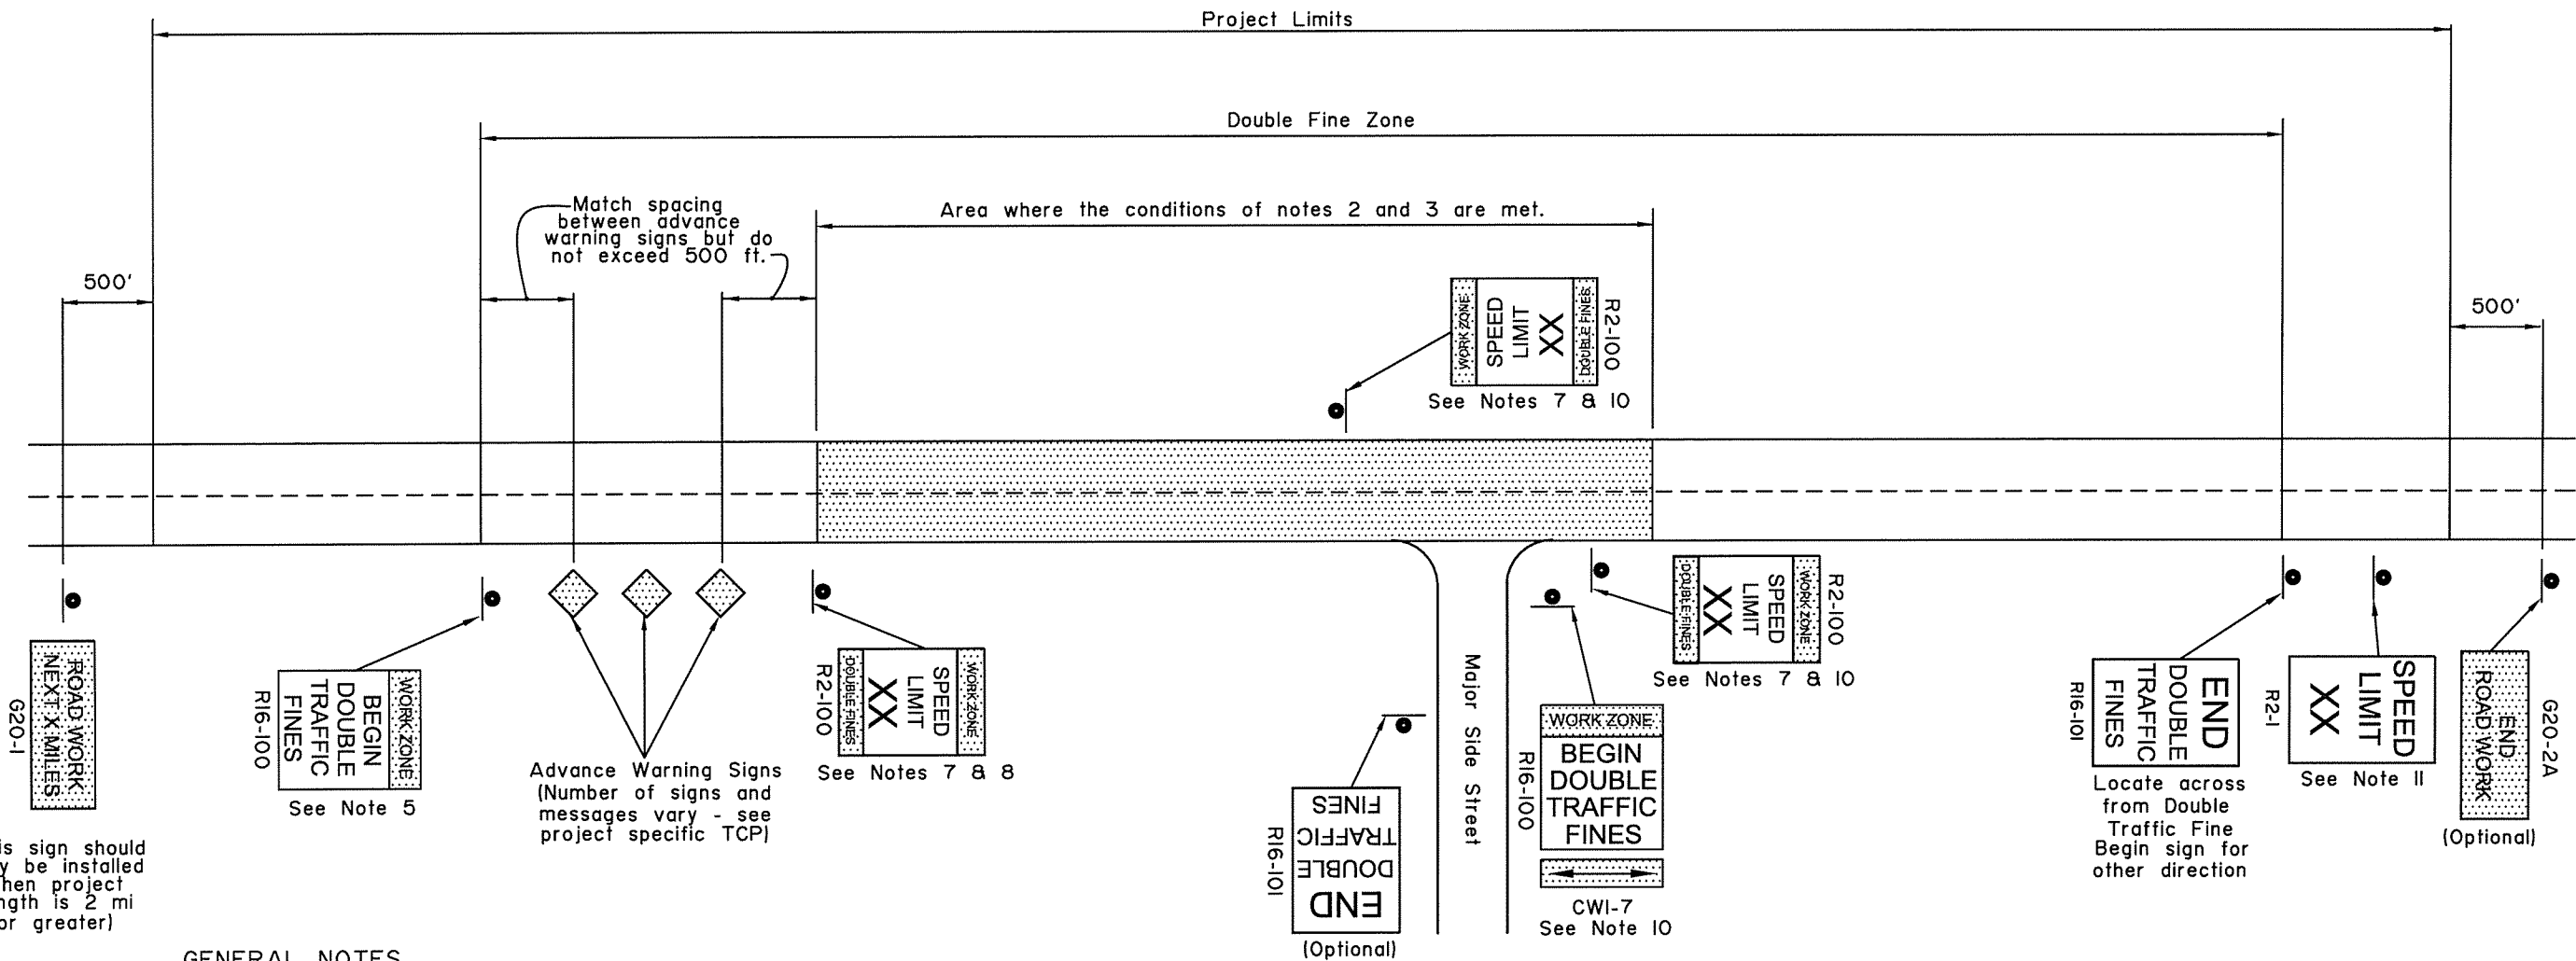 Project Limits
Double Fine Zone
Match spacing
between advance
warning signs but do
not exceed 500 ft.
Area where the conditions of notes 2 and 3 are met.
500'
500'
WORK ZONE
SPEED
LIMIT
XX
DOUBLE FINES
R2-100
See Notes 7 & 10
ROAD WORK
NEXT X MILES
G20-1
is sign should
y be installed
hen project
ngth is 2 mi
or greater)
WORK ZONE
BEGIN
DOUBLE
TRAFFIC
FINES
R16-100
See Note 5
Advance Warning Signs
(Number of signs and
messages vary - see
project specific TCP)
WORK ZONE
SPEED
LIMIT
XX
DOUBLE FINES
R2-100
See Notes 7 & 8
END
DOUBLE
TRAFFIC
FINES
R16-101
(Optional)
Major Side Street
WORK ZONE
BEGIN
DOUBLE
TRAFFIC
FINES
R16-100
CW1-7
See Note 10
WORK ZONE
SPEED
LIMIT
XX
DOUBLE FINES
R2-100
See Notes 7 & 10
END
DOUBLE
TRAFFIC
FINES
R16-101
Locate across
from Double
Traffic Fine
Begin sign for
other direction
SPEED
LIMIT
XX
R2-1
See Note 11
END
ROAD WORK
G20-2A
(Optional)
GENERAL NOTES